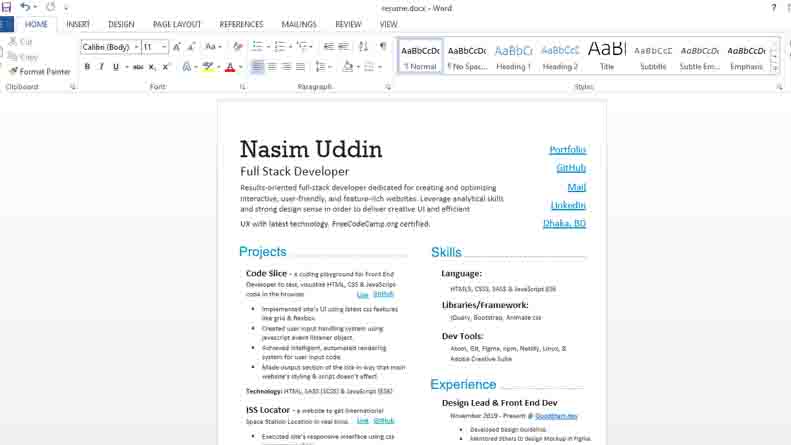 resume.docx - Word
HOME INSERT DESIGN PAGE LAYOUT REFERENCES MAILINGS REVIEW VIEW
Cut
Copy
Format Painter
Clipboard
Calibri (Body) 11
Font
Paragraph
AaBbCcDc AaBbCcDc AaBbCc AaBbCcD AaBl AaBbCcD AaBbCcDc AaBbCcDc
¶ Normal ¶ No Spac... Heading 1 Heading 2 Title Subtitle Subtle Em... Emphasis
Styles
Nasim Uddin
Full Stack Developer
Results-oriented full-stack developer dedicated for creating and optimizing
interactive, user-friendly, and feature-rich websites. Leverage analytical skills
and strong design sense in order to deliver creative UI and efficient
UX with latest technology. FreeCodeCamp.org certified.
Portfolio
GitHub
Mail
LinkedIn
Dhaka, BD
Projects
Code Slice - a coding playground for Front End
Developer to test, visualise HTML, CSS & JavaScript
code in the browser. Live GitHub
• Implemented site's UI using latest css features
like grid & flexbox.
• Created user input handling system using
javascript event listener object.
• Achieved intelligent, automated rendering
system for user input code.
• Made output section of the site in way that main
website's styling & script doesn't affect.
Technology: HTML, SASS (SCSS) & JavaScript (ES6)
ISS Locator - a website to get International
Space Station Location in real time. Live GitHub
• Executed site's responsive interface using css
Skills
Language:
HTML5, CSS3, SASS & JavaScript ES6
Libraries/Framework:
jQuery, Bootstrap, Animate css
Dev Tools:
Atom, Git, Figma, npm, Netlify, Linux, &
Adobe Creative Suite
Experience
Design Lead & Front End Dev
November 2019 - Present @
• Developed Design Guideline.
• Mentored others to design Mockup in Figma.